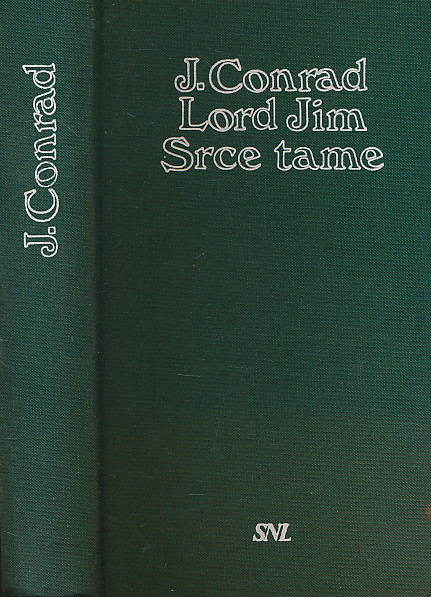 J. Conrad
J. Conrad
Lord Jim
Srce tame
SNL